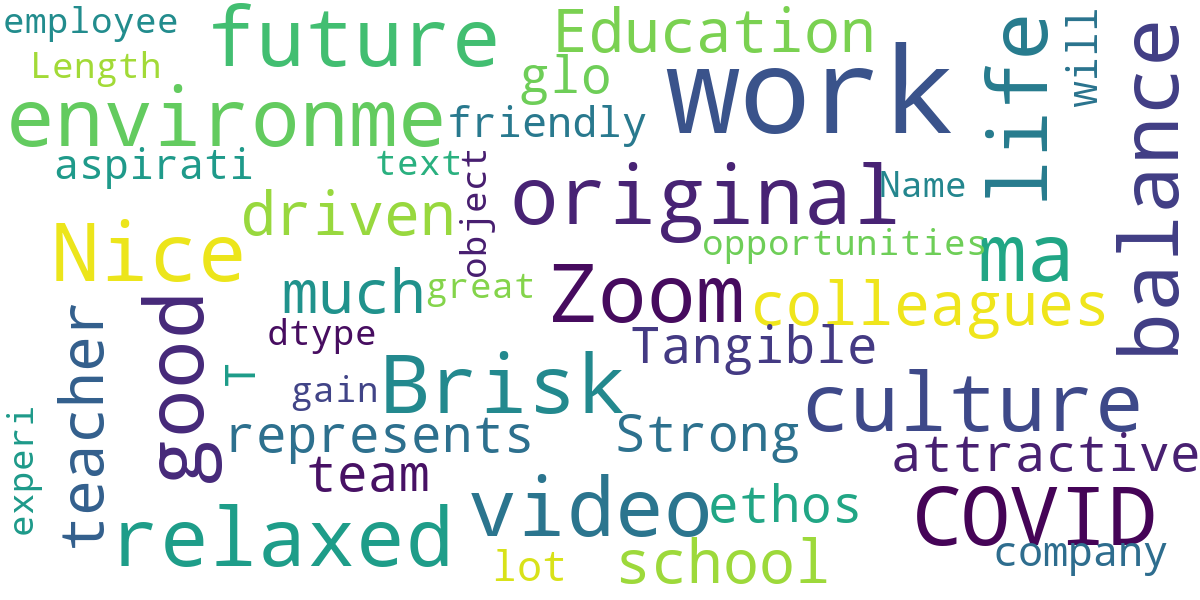 employee
future
Education
work
life
will
balance
Length
glo
environme
friendly
aspirati
text
object
original
Name
driven
Nice
opportunities
ma
much
great
Zoom
colleagues
good
teacher
dtype
Tangible
T
gain
Brisk
culture
experi
represents
Strong
attractive
team
video
ethos
COVID
relaxed
company
lot
school